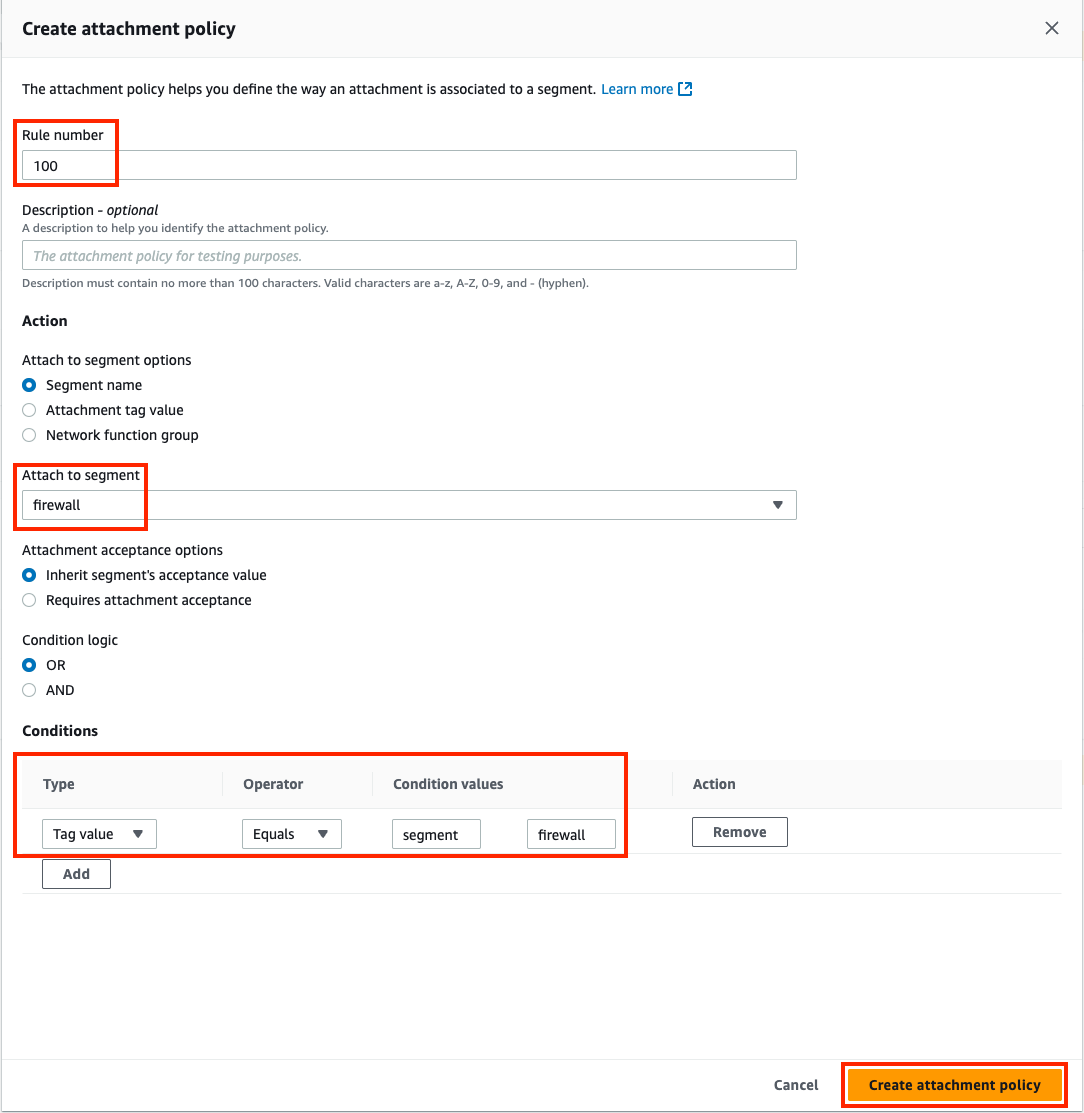 Create attachment policy
The attachment policy helps you define the way an attachment is associated to a segment. Learn more
Rule number
100
Description - optional
A description to help you identify the attachment policy.
The attachment policy for testing purposes.
Description must contain no more than 100 characters. Valid characters are a-z, A-Z, 0-9, and - (hyphen).
Action
Attach to segment options
Segment name
Attachment tag value
Network function group
Attach to segment
firewall
Attachment acceptance options
Inherit segment's acceptance value
Requires attachment acceptance
Condition logic
OR
AND
Conditions
Type Operator Condition values Action
Tag value Equals segment firewall Remove
Add
Cancel Create attachment policy